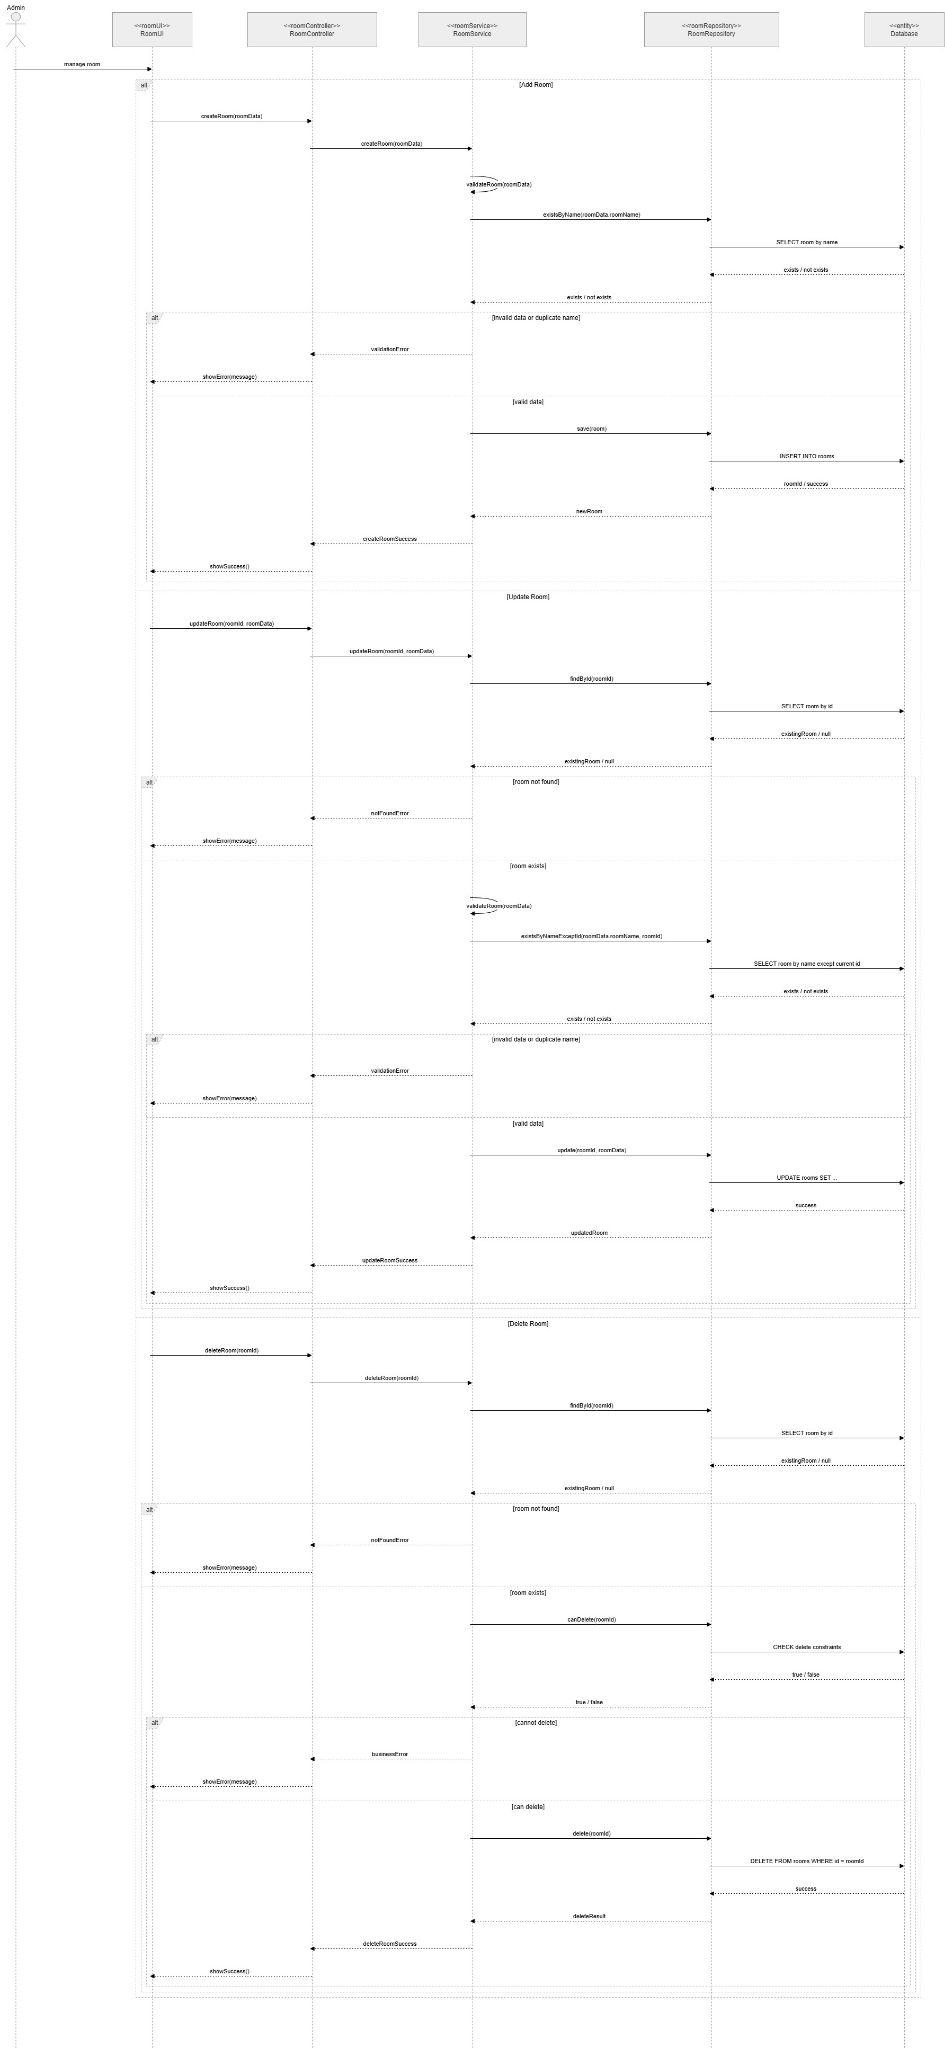 Admin
<<roomUI>>
RoomUI
<<roomController>>
RoomController
<<roomService>>
RoomService
<<roomRepository>>
RoomRepository
<<entity>>
Database
manage room
alt
[Add Room]
createRoom(roomData)
createRoom(roomData)
validateRoom(roomData)
existsByName(roomData.roomName)
SELECT room by name
exists / not exists
exists / not exists
alt
[invalid data or duplicate name]
validationError
showError(message)
[valid data]
save(room)
INSERT INTO rooms
roomId / success
newRoom
createRoomSuccess
showSuccess()
[Update Room]
updateRoom(roomId, roomData)
updateRoom(roomId, roomData)
findById(roomId)
SELECT room by id
existingRoom / null
existingRoom / null
alt
[room not found]
notFoundError
showError(message)
[room exists]
validateRoom(roomData)
existsByNameExceptId(roomData.roomName, roomId)
SELECT room by name except current id
exists / not exists
exists / not exists
alt
[invalid data or duplicate name]
validationError
showError(message)
[valid data]
update(roomId, roomData)
UPDATE rooms SET ...
success
updatedRoom
updateRoomSuccess
showSuccess()
[Delete Room]
deleteRoom(roomId)
deleteRoom(roomId)
findById(roomId)
SELECT room by id
existingRoom / null
existingRoom / null
alt
[room not found]
notFoundError
showError(message)
[room exists]
canDelete(roomId)
CHECK delete constraints
true / false
true / false
alt
[cannot delete]
businessError
showError(message)
[can delete]
delete(roomId)
DELETE FROM rooms WHERE id = roomId
success
deleteResult
deleteRoomSuccess
showSuccess()